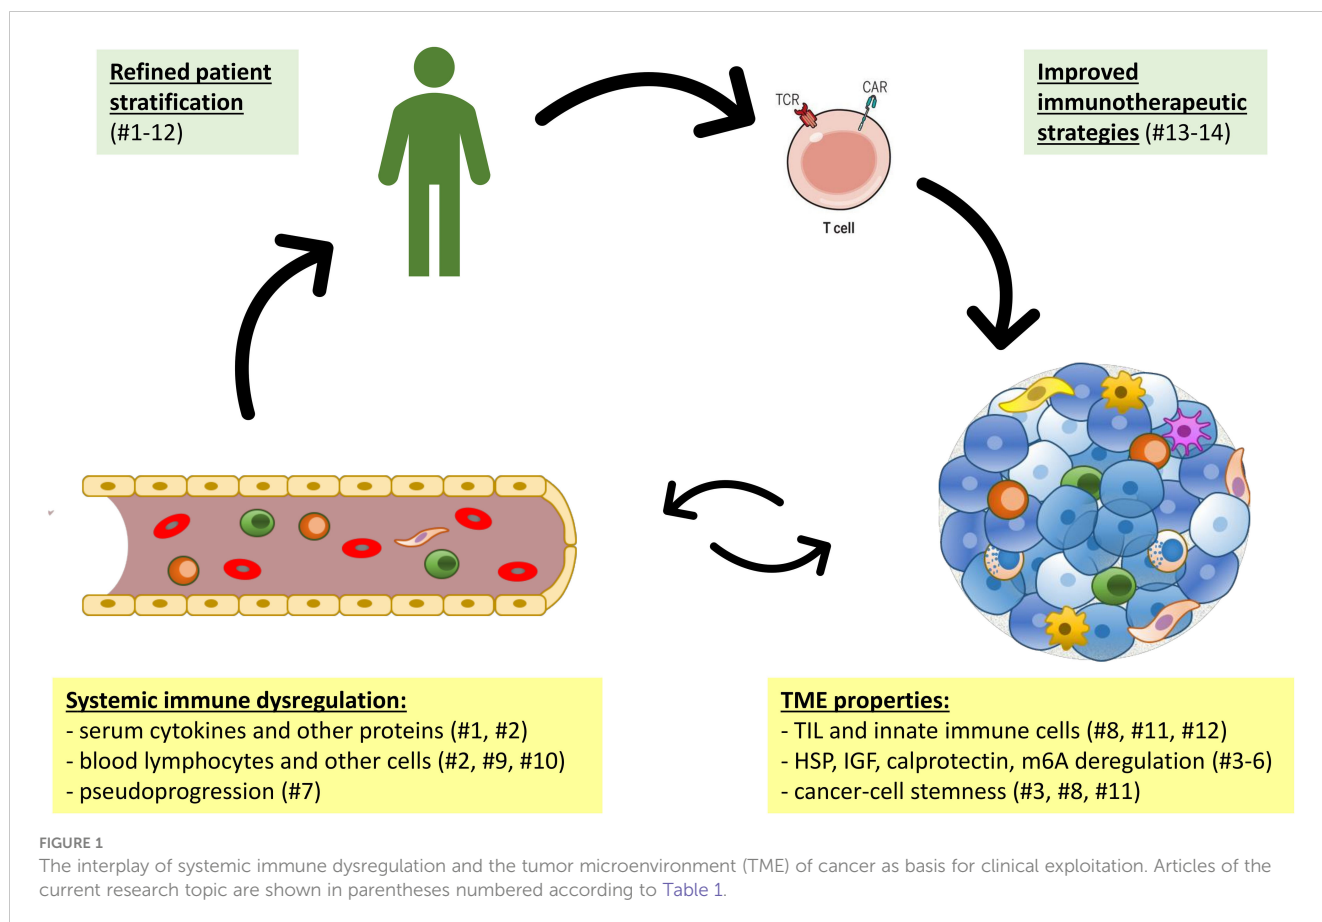 Refined patient
stratification
(#1-12)
TCR
CAR
T cell
Improved
immunotherapeutic
strategies (#13-14)
Systemic immune dysregulation:
- serum cytokines and other proteins (#1, #2)
- blood lymphocytes and other cells (#2, #9, #10)
- pseudoprogression (#7)
TME properties:
- TIL and innate immune cells (#8, #11, #12)
- HSP, IGF, calprotectin, m6A deregulation (#3-6)
- cancer-cell stemness (#3, #8, #11)
FIGURE 1
The interplay of systemic immune dysregulation and the tumor microenvironment (TME) of cancer as basis for clinical exploitation. Articles of the
current research topic are shown in parentheses numbered according to Table 1.